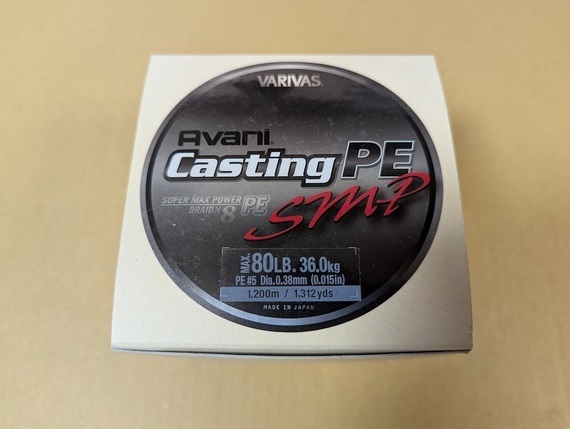 VARIVAS®
Avani®
Casting PE
SUPER MAX POWER
BRAID×8 PE
SMP
MAX. 80LB. 36.0kg
PE #5 Dia.0.38mm (0.015in)
1,200m / 1,312yds
MADE IN JAPAN